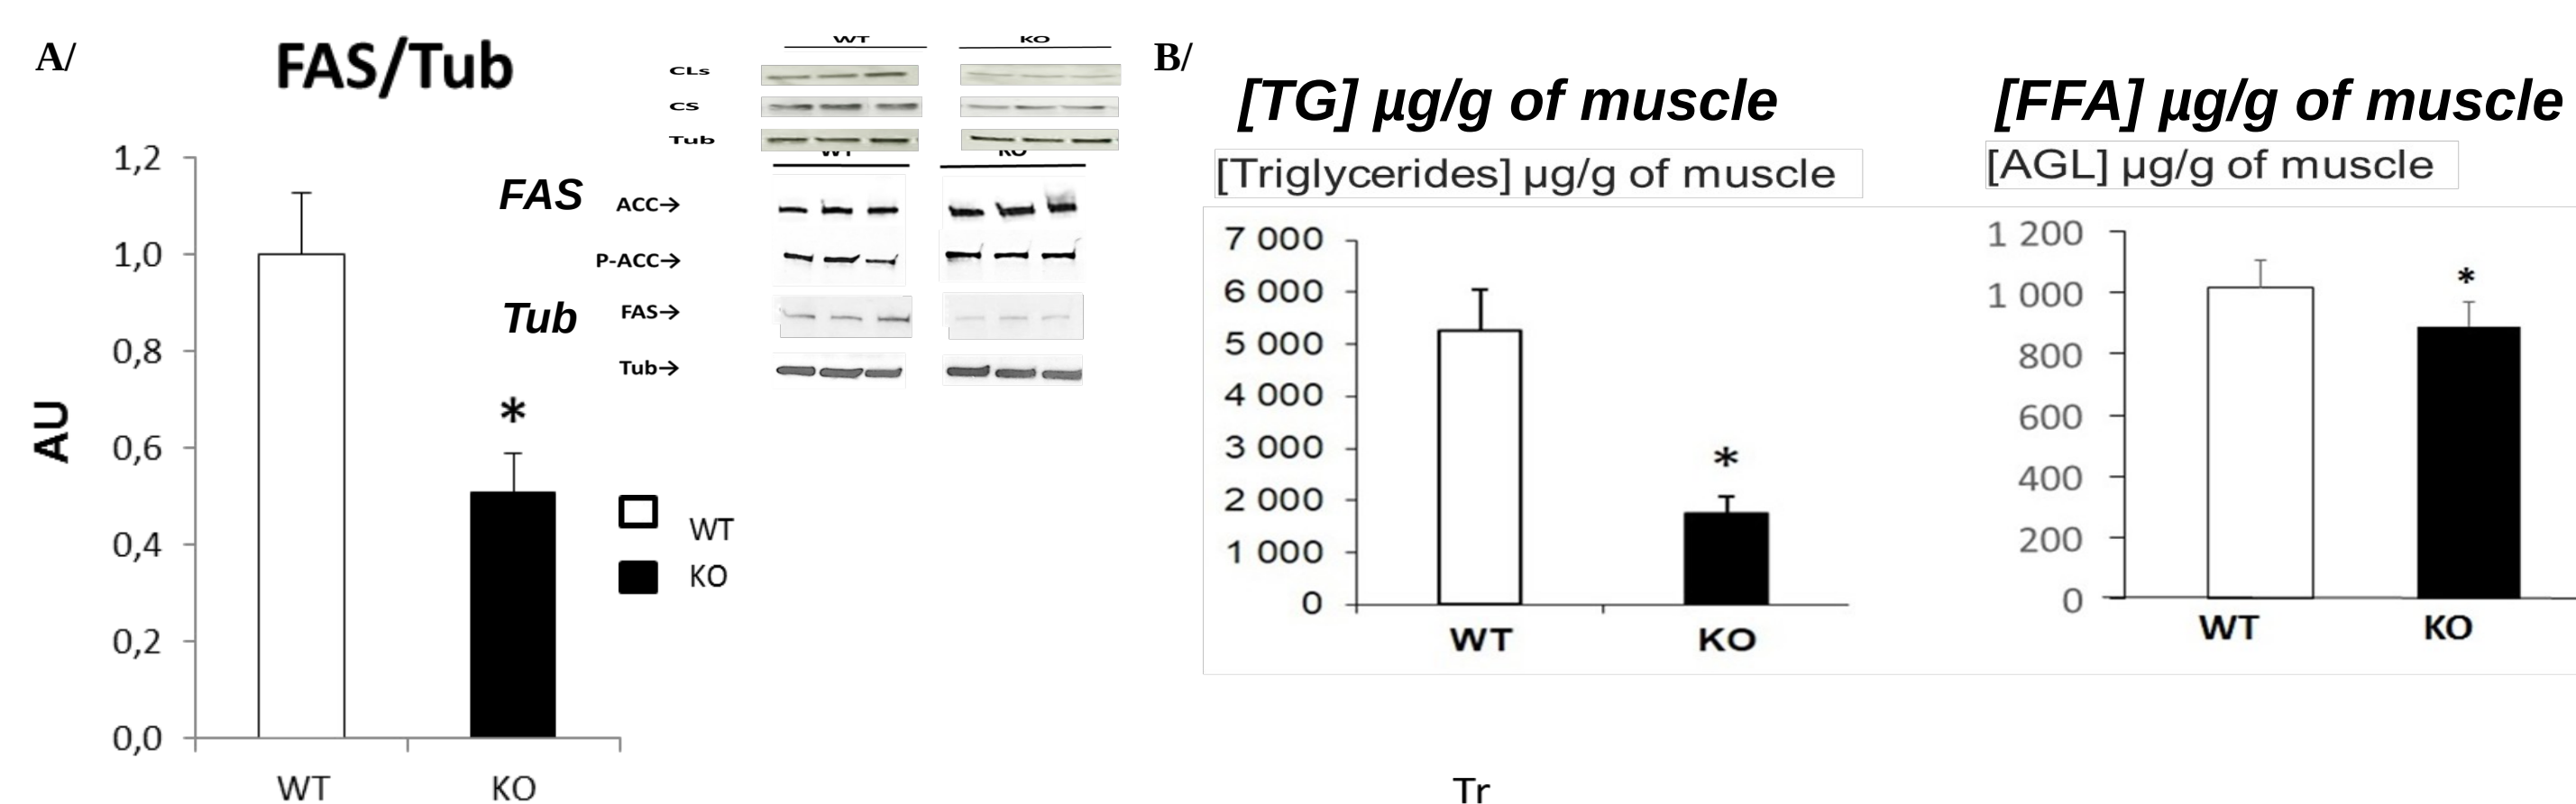 A/
FAS/Tub
1,2
1,0
0,8
0,6
0,4
0,2
0,0
AU
*
WT
KO
WT
KO
WT KO
CLs
CS
Tub
WT KO
FAS
ACC→
P-ACC→
Tub
FAS→
Tub→
B/
[TG] µg/g of muscle
[Triglycerides] µg/g of muscle
7 000
6 000
5 000
4 000
3 000
2 000
1 000
0
*
WT KO
[FFA] µg/g of muscle
[AGL] µg/g of muscle
1 200
1 000
800
600
400
200
0
*
WT KO
Tr